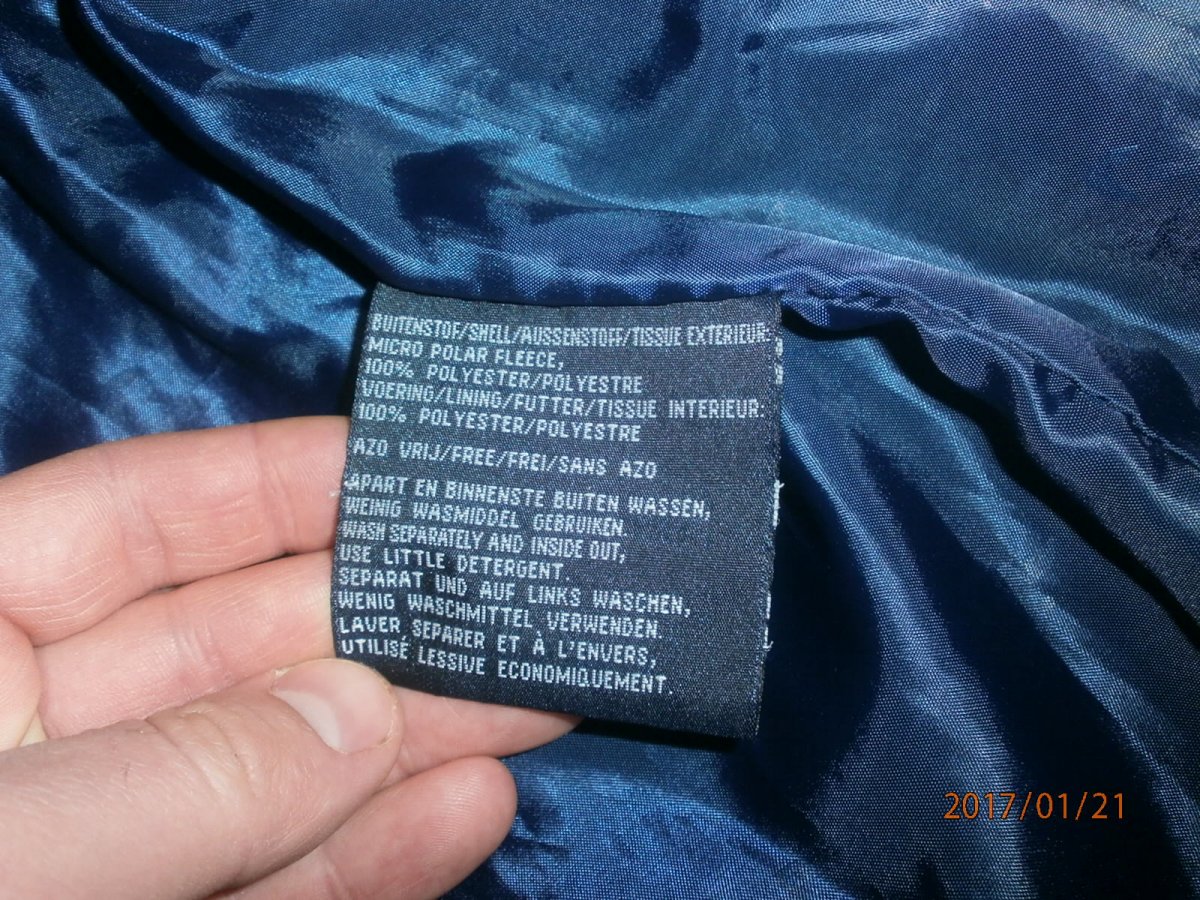 BUITENSTOF/SHELL/AUSSENSTOFF/TISSUE EXTERIEUR:
MICRO POLAR FLEECE,
100% POLYESTER/POLYESTRE
VOERING/LINING/FUTTER/TISSUE INTERIEUR:
100% POLYESTER/POLYESTRE
AZO VRIJ/FREE/FREI/SANS AZO
APART EN BINNENSTE BUITEN WASSEN,
WEINIG WASMIDDEL GEBRUIKEN.
WASH SEPARATELY AND INSIDE OUT,
USE LITTLE DETERGENT.
SEPARAT UND AUF LINKS WASCHEN,
WENIG WASCHMITTEL VERWENDEN.
LAVER SEPARER ET À L'ENVERS,
UTILISÉ LESSIVE ECONOMIQUEMENT.
2017/01/21